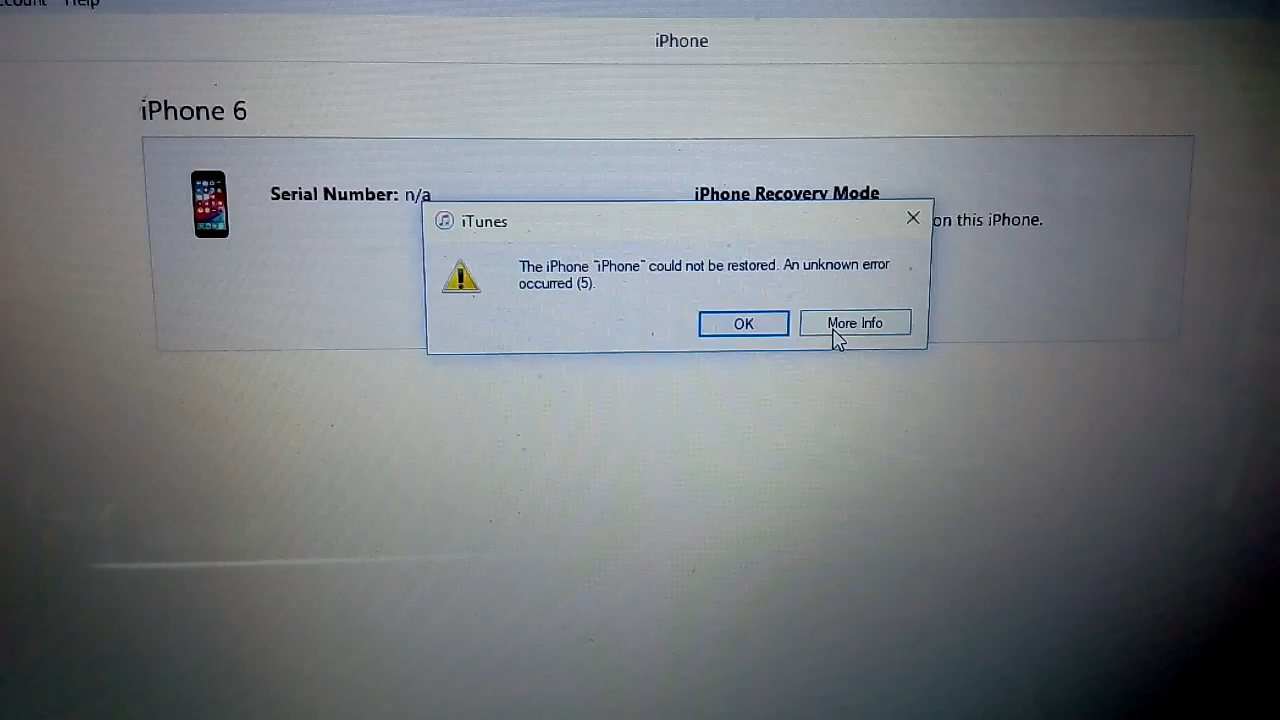 Help
iPhone
iPhone 6
Serial Number: n/a
iPhone Recovery Mode
on this iPhone.
iTunes
The iPhone "iPhone" could not be restored. An unknown error
occurred (5).
OK
More Info